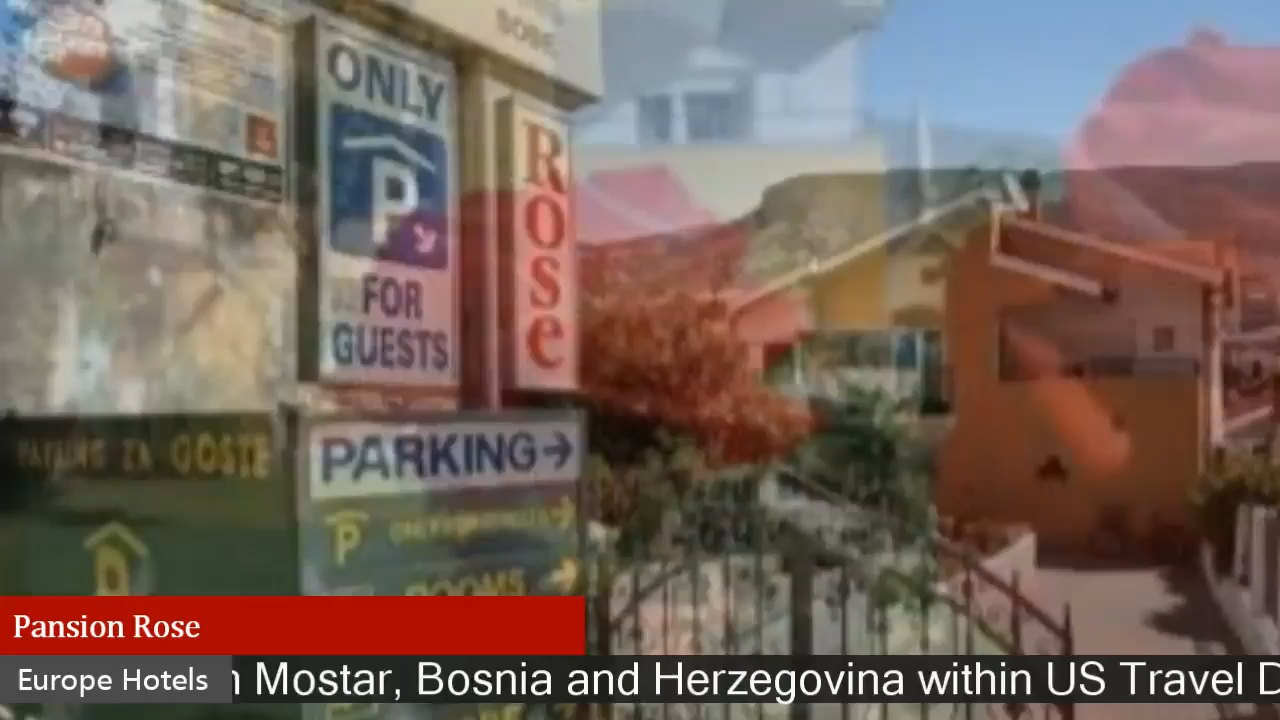 ONLY
P
FOR
GUESTS
ROSe
PARKING→
P
ROOMS →
ZA GOSTE
Pansion Rose
Europe Hotels
Mostar, Bosnia and Herzegovina within US Travel D